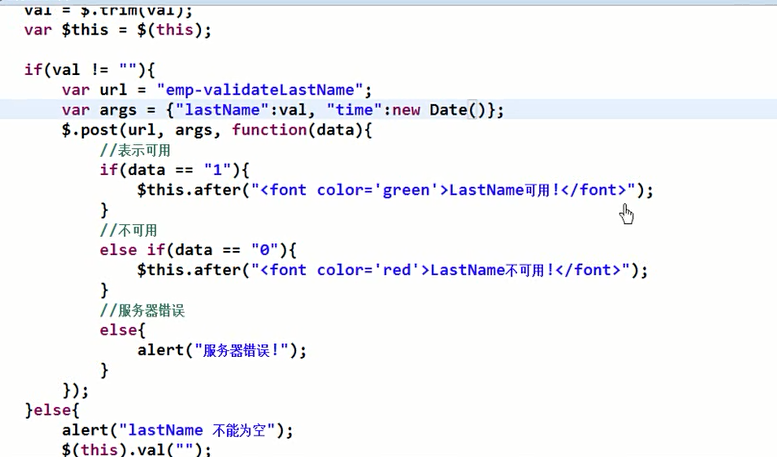 val = $.trim(val);
var $this = $(this);
if(val != ""){
var url = "emp-validateLastName";
var args = {"lastName":val, "time":new Date()};
$.post(url, args, function(data){
//表示可用
if(data == "1"){
$this.after("<font color='green'>LastName可用!</font>");
}
//不可用
else if(data == "0"){
$this.after("<font color='red'>LastName不可用!</font>");
}
//服务器错误
else{
alert("服务器错误!");
}
});
}else{
alert("lastName 不能为空");
$(this).val("");